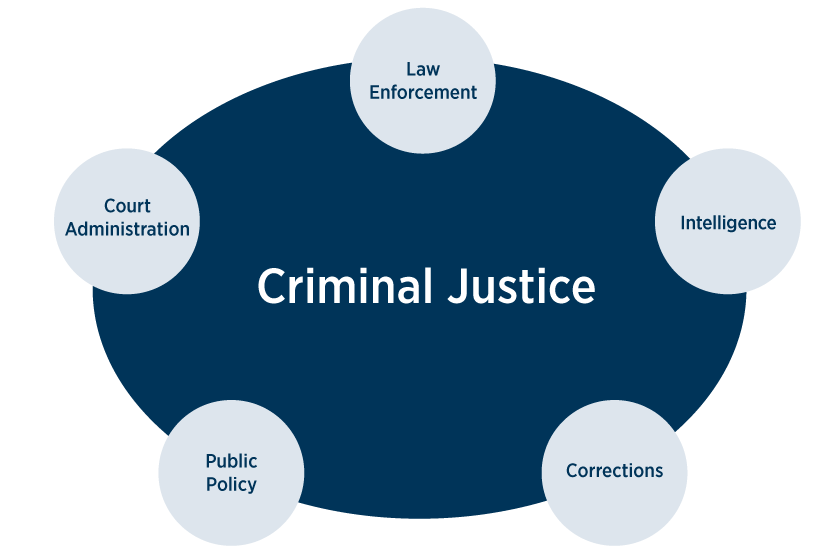 Law
Enforcement
Court
Administration
Intelligence
Criminal Justice
Public
Policy
Corrections